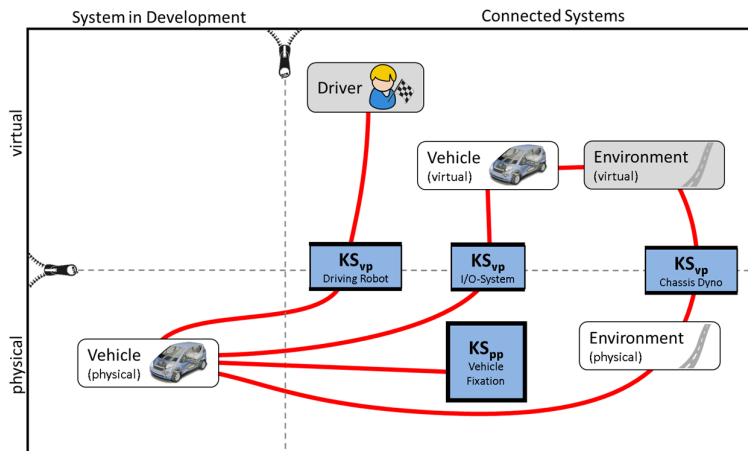 System in Development
Connected Systems
virtual
physical
Driver
Vehicle
(virtual)
Environment
(virtual)
KSvp
Driving Robot
KSvp
I/O-System
KSvp
Chassis Dyno
Vehicle
(physical)
KSpp
Vehicle
Fixation
Environment
(physical)